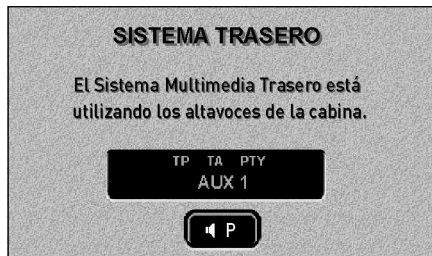 SISTEMA TRASERO
El Sistema Multimedia Trasero está
utilizando los altavoces de la cabina.
TP TA PTY
AUX 1
P